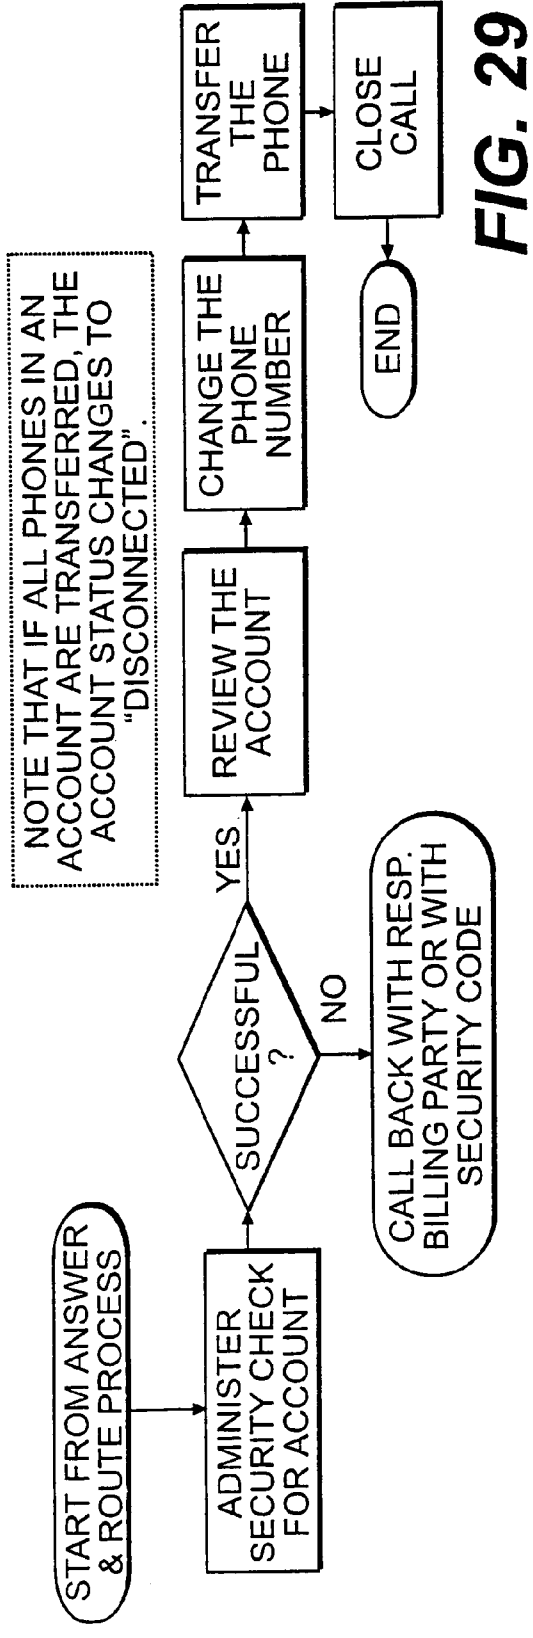 START FROM ANSWER
& ROUTE PROCESS
ADMINISTER
SECURITY CHECK
FOR ACCOUNT
SUCCESSFUL
?
YES
NO
CALL BACK WITH RESP.
BILLING PARTY OR WITH
SECURITY CODE
REVIEW THE
ACCOUNT
CHANGE THE
PHONE
NUMBER
TRANSFER
THE
PHONE
CLOSE
CALL
END
NOTE THAT IF ALL PHONES IN AN
ACCOUNT ARE TRANSFERRED, THE
ACCOUNT STATUS CHANGES TO
"DISCONNECTED".
FIG. 29